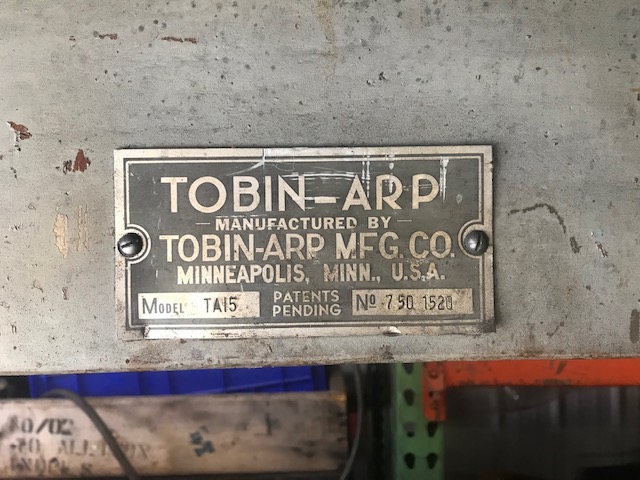 TOBIN-ARP
MANUFACTURED BY
TOBIN-ARP MFG. CO.
MINNEAPOLIS, MINN., U.S.A.
MODEL TA15 PATENTS PENDING No 750 1520